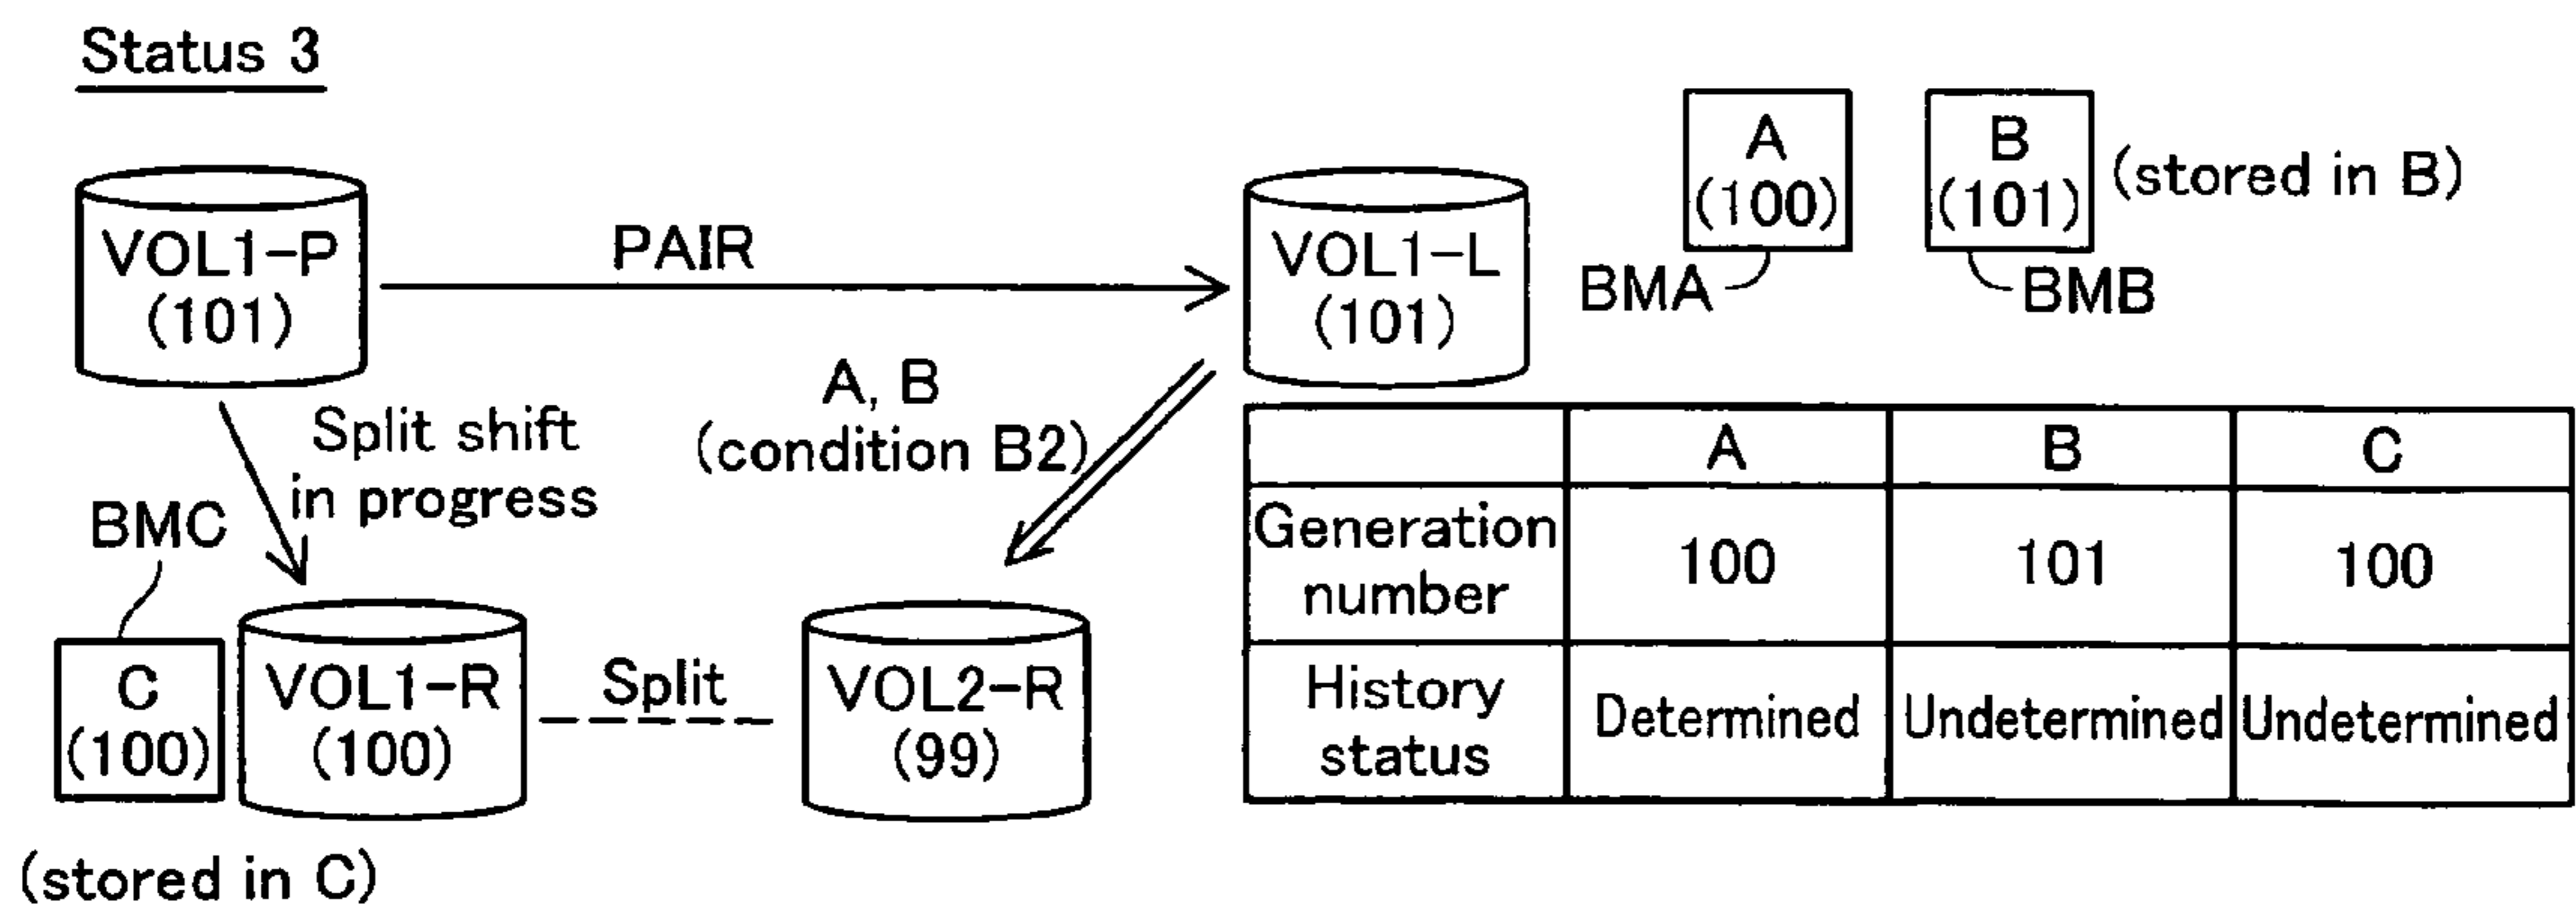 Status 3
VOL1-P
(101)
PAIR
VOL1-L
(101)
A
(100)
BMA
B
(101)
BMB
(stored in B)
Split shift
in progress
A, B
(condition B2)
BMC
C
(100)
(stored in C)
VOL1-R
(100)
Split
VOL2-R
(99)
A B C
Generation
number
100 101 100
History
status
Determined Undetermined Undetermined